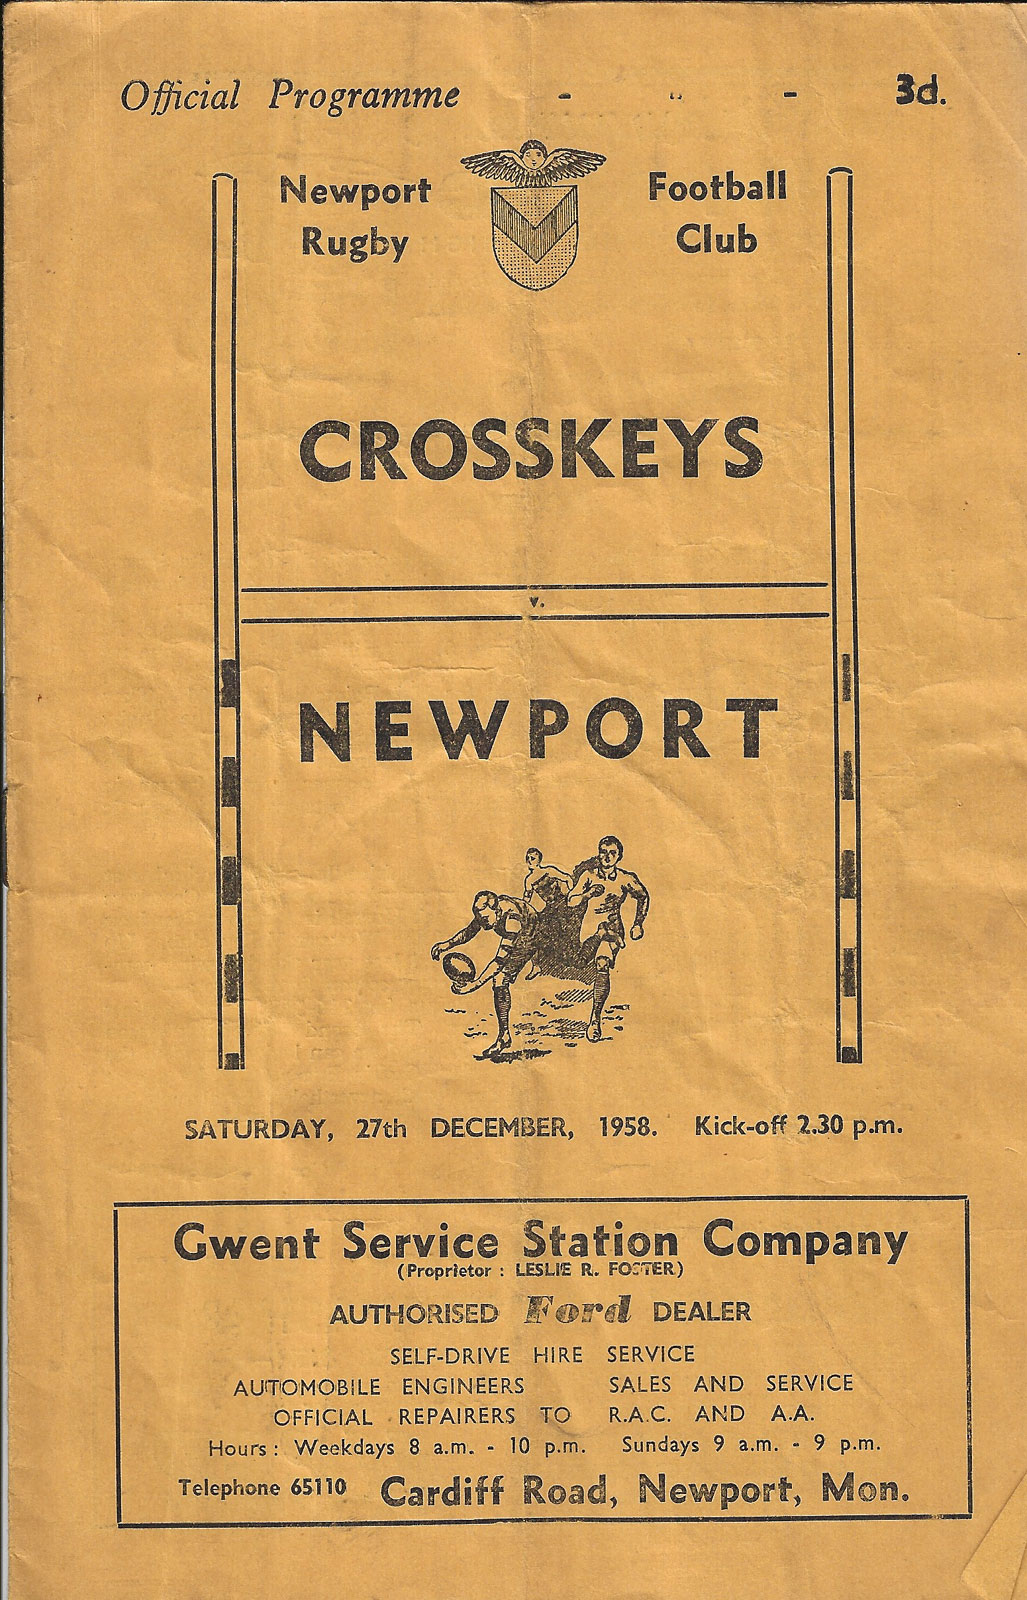 Official Programme - " - 3d.
Newport Football
Rugby Club
CROSSKEYS
v.
NEWPORT
SATURDAY, 27th DECEMBER, 1958. Kick-off 2.30 p.m.
Gwent Service Station Company
(Proprietor : LESLIE R. FOSTER)
AUTHORISED Ford DEALER
SELF-DRIVE HIRE SERVICE
AUTOMOBILE ENGINEERS SALES AND SERVICE
OFFICIAL REPAIRERS TO R.A.C. AND A.A.
Hours : Weekdays 8 a.m. - 10 p.m. Sundays 9 a.m. - 9 p.m.
Telephone 65110 Cardiff Road, Newport, Mon.